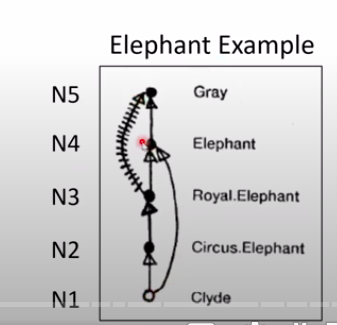 Elephant Example
N5 Gray
N4 Elephant
N3 Royal.Elephant
N2 Circus.Elephant
N1 Clyde